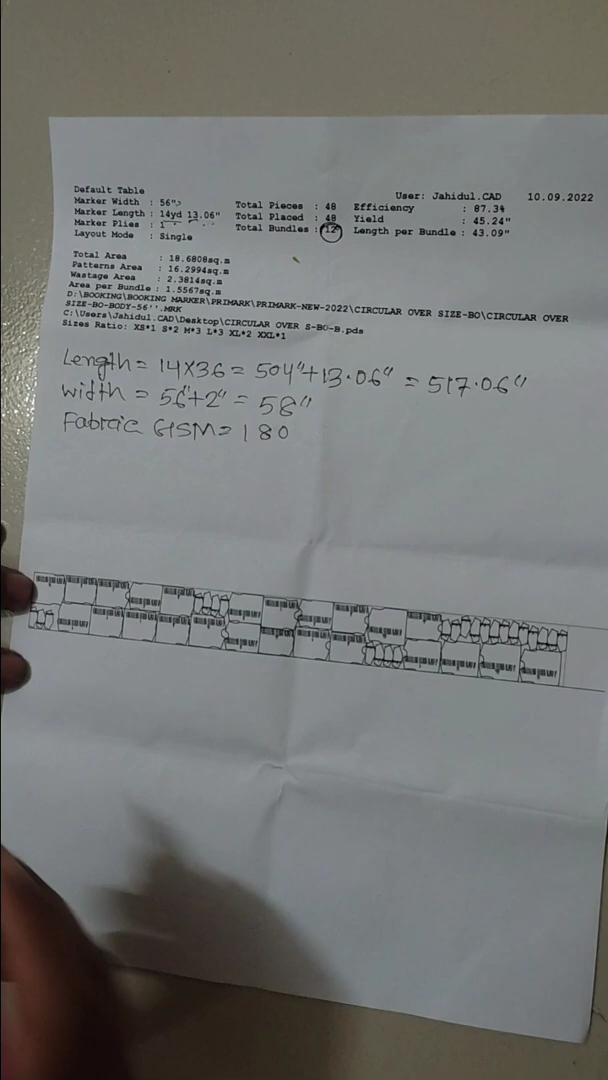 Default Table
User: Jahidul.CAD 10.09.2022
Marker Width : 56" Total Pieces : 48 Efficiency : 87.3%
Marker Length : 14yd 13.06" Total Placed : 48 Yield : 45.24"
Marker Plies : 1 Total Bundles : 12 Length per Bundle : 43.09"
Layout Mode : Single
Total Area : 18.6808sq.m
Patterns Area : 16.2994sq.m
Wastage Area : 2.3814sq.m
Area per Bundle : 1.5567sq.m
D:\BOOKING\BOOKING MARKER\PRIMARK\PRIMARK-NEW-2022\CIRCULAR OVER SIZE-BO\CIRCULAR OVER
SIZE-BO-BODY-56''.MRK
C:\Users\Jahidul.CAD\Desktop\CIRCULAR OVER S-BO-B.pds
Sizes Ratio: XS*1 S*2 M*3 L*3 XL*2 XXL*1
Length = 14X36 = 504"+13.06" = 517.06"
width = 56"+2" = 58"
Fabric GSM = 180